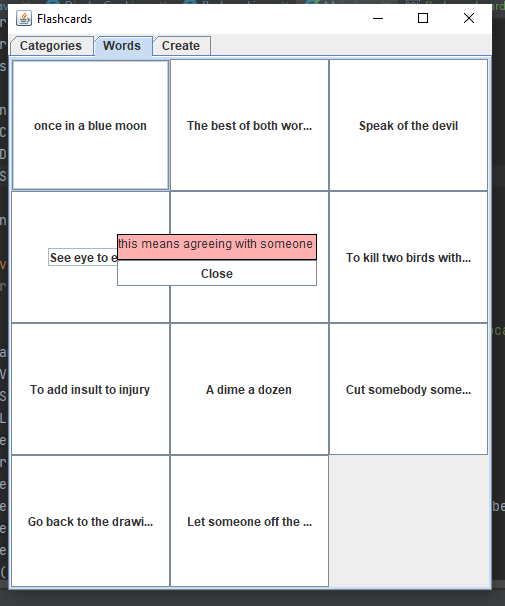 Flashcards
Categories
Words
Create
once in a blue moon
The best of both wor...
Speak of the devil
See eye to e
this means agreeing with someone
Close
To kill two birds with...
To add insult to injury
A dime a dozen
Cut somebody some...
Go back to the drawi...
Let someone off the ...